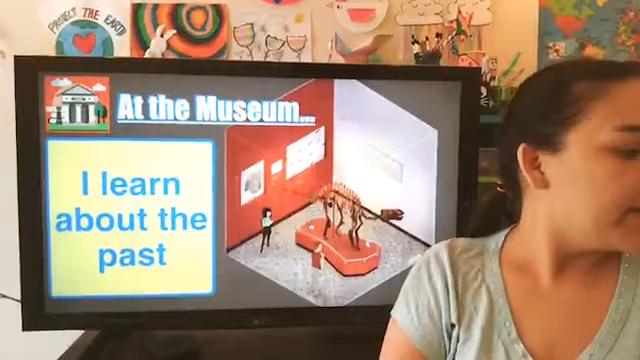 PROTECT THE EARTH
At the Museum...
I learn
about the
past